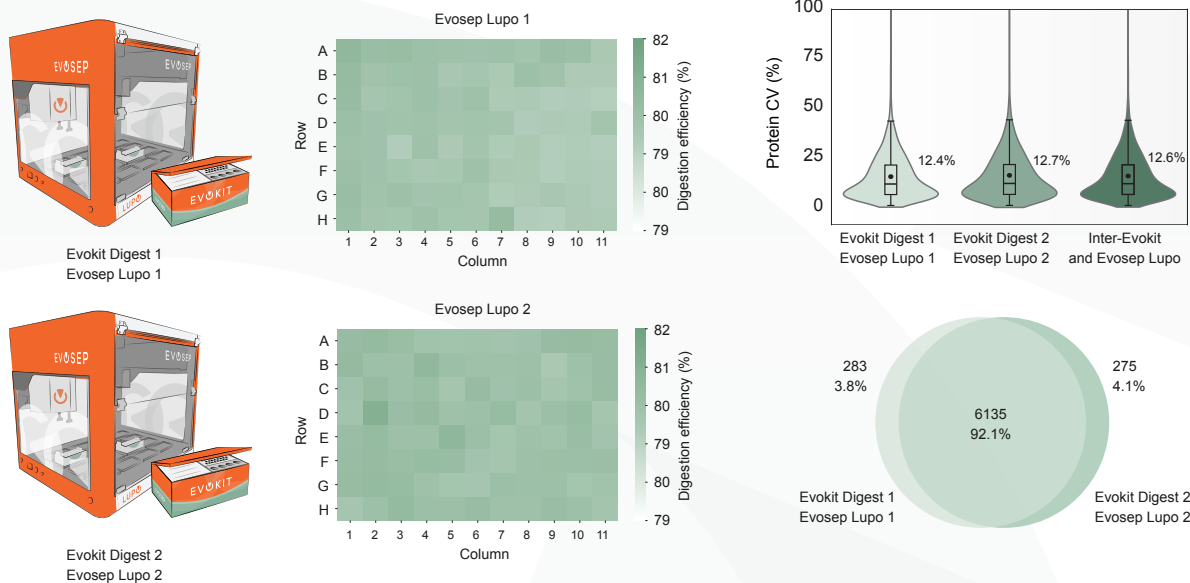 EVOSEP
EVOSEP
LUPO
EVOKIT
Evokit Digest 1
Evosep Lupo 1
Evosep Lupo 1
Row
A
B
C
D
E
F
G
H
1 2 3 4 5 6 7 8 9 10 11
Column
82
81
80
79
80
79
Digestion efficiency (%)
Protein CV (%)
100
75
50
25
0
12.4%
12.7%
12.6%
Evokit Digest 1
Evosep Lupo 1
Evokit Digest 2
Evosep Lupo 2
Inter-Evokit
and Evosep Lupo
EVOSEP
EVOSEP
LUPO
EVOKIT
Evokit Digest 2
Evosep Lupo 2
Evosep Lupo 2
Row
A
B
C
D
E
F
G
H
1 2 3 4 5 6 7 8 9 10 11
Column
82
81
80
79
80
79
Digestion efficiency (%)
283
3.8%
6135
92.1%
275
4.1%
Evokit Digest 1
Evosep Lupo 1
Evokit Digest 2
Evosep Lupo 2